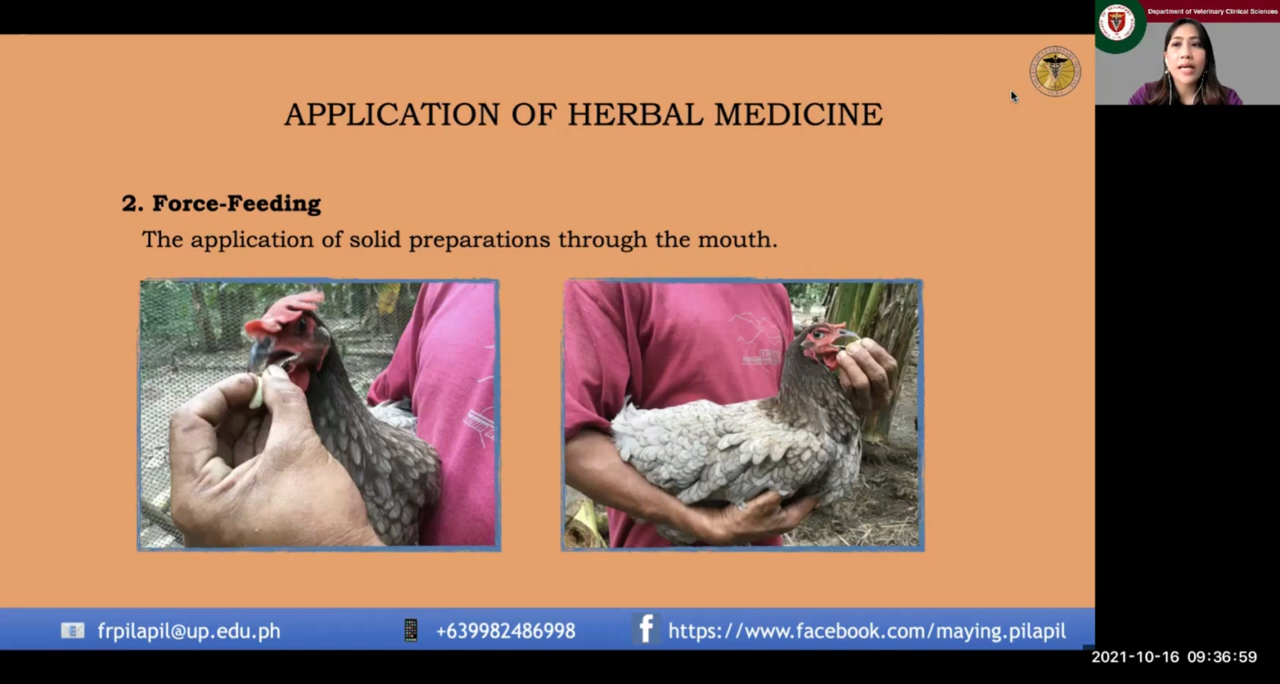 Department of Veterinary Clinical Sciences
APPLICATION OF HERBAL MEDICINE
2. Force-Feeding
The application of solid preparations through the mouth.
frpilapil@up.edu.ph
+639982486998
https://www.facebook.com/maying.pilapil
2021-10-16 09:36:59